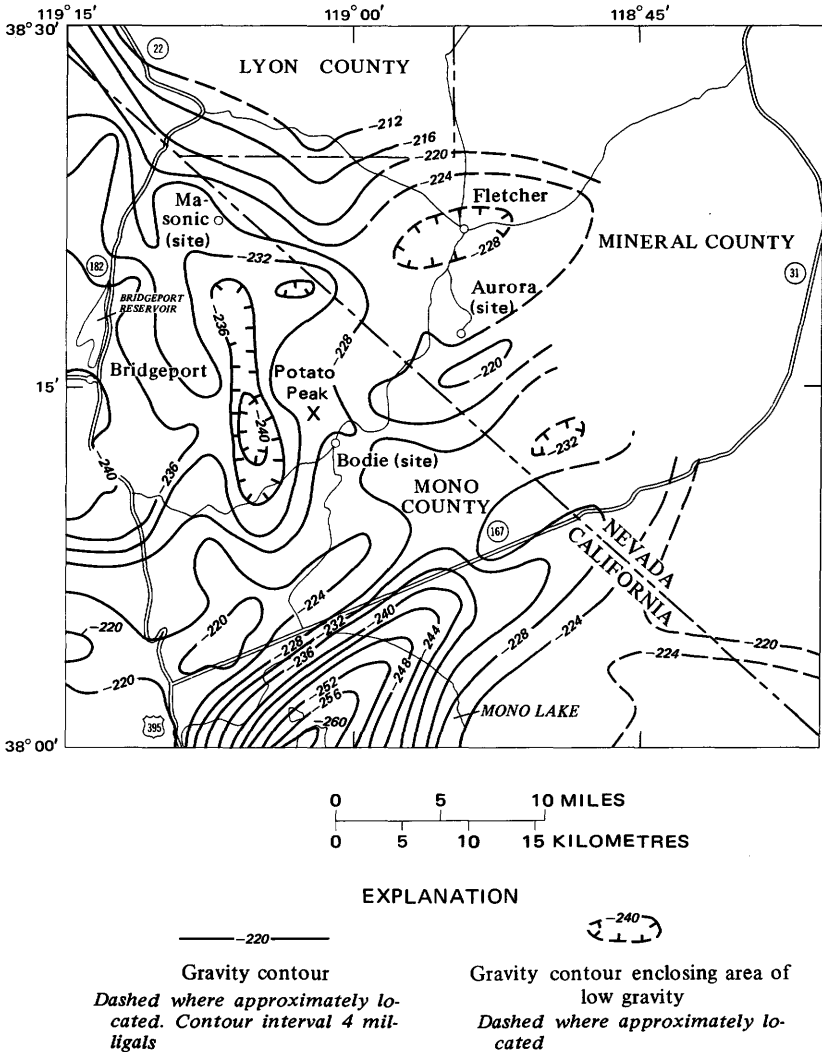 119° 15′
119° 00′
118° 45′
38° 30′
22
LYON COUNTY
-212
-216
-220
-224
Fletcher
Ma-
sonic
(site)
-228
MINERAL COUNTY
-232
182
31
BRIDGEPORT
RESERVOIR
-236
Aurora
(site)
-228
-220
Bridgeport
Potato
Peak
X
15′
-240
-232
-240
-236
Bodie (site)
MONO
COUNTY
167
NEVADA
CALIFORNIA
-224
-220
-220
-232
-240
-228
-236
-244
-228
-224
-220
-224
-248
-220
-252
-256
-260
MONO LAKE
395
38° 00′
0 5 10 MILES
0 5 10 15 KILOMETRES
EXPLANATION
-220
Gravity contour
Dashed where approximately lo-
cated. Contour interval 4 mil-
ligals
-240
Gravity contour enclosing area of
low gravity
Dashed where approximately lo-
cated